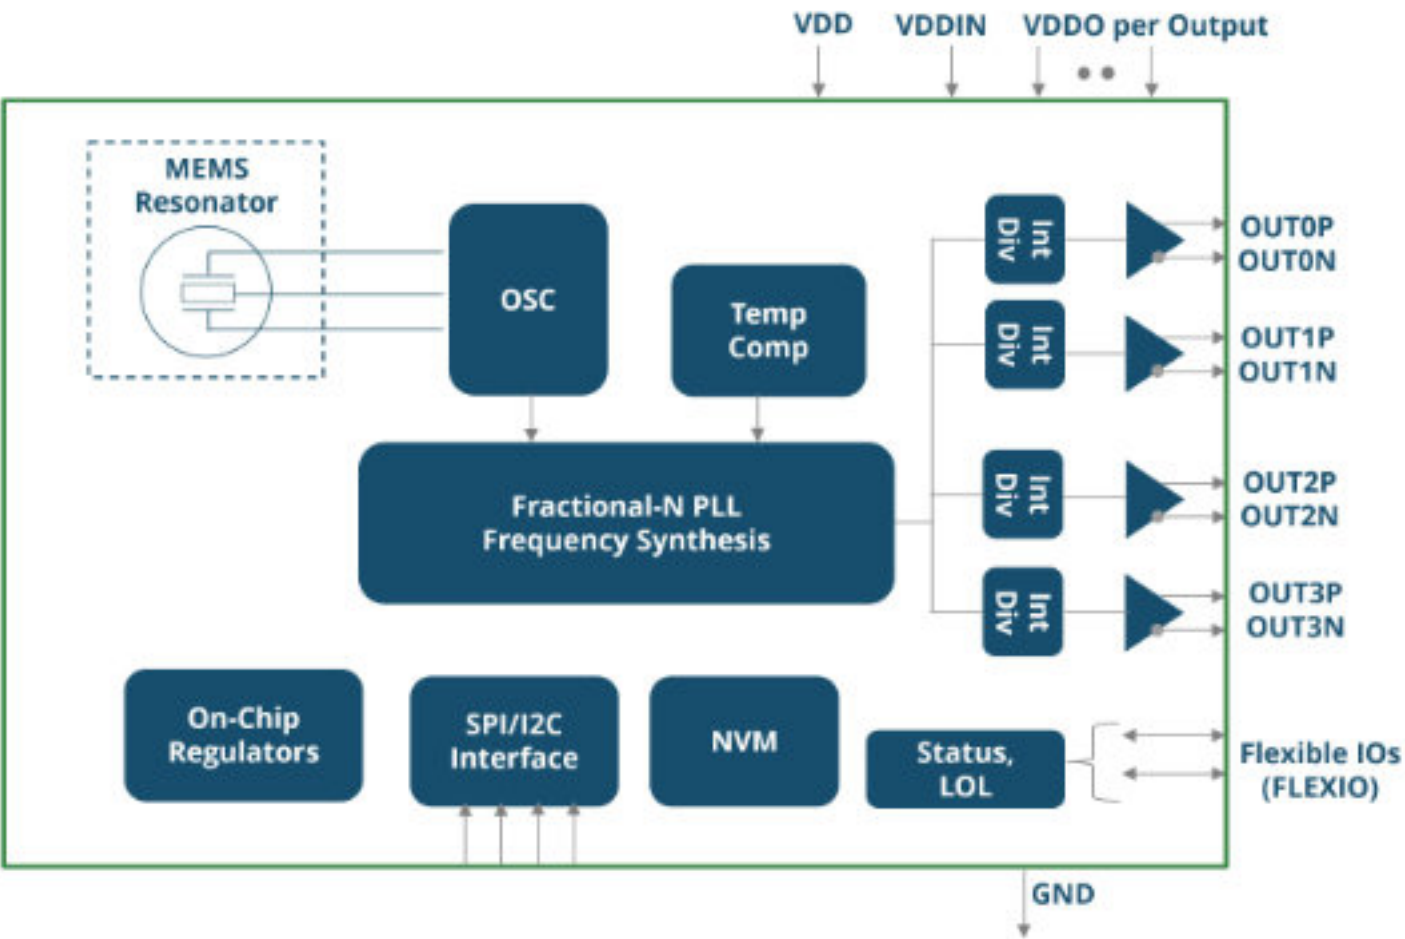 VDD
VDDIN
VDDO per Output
MEMS
Resonator
OSC
Temp
Comp
Fractional-N PLL
Frequency Synthesis
Int
Div
OUT0P
OUT0N
Int
Div
OUT1P
OUT1N
Int
Div
OUT2P
OUT2N
Int
Div
OUT3P
OUT3N
On-Chip
Regulators
SPI/I2C
Interface
NVM
Status,
LOL
Flexible IOs
(FLEXIO)
GND